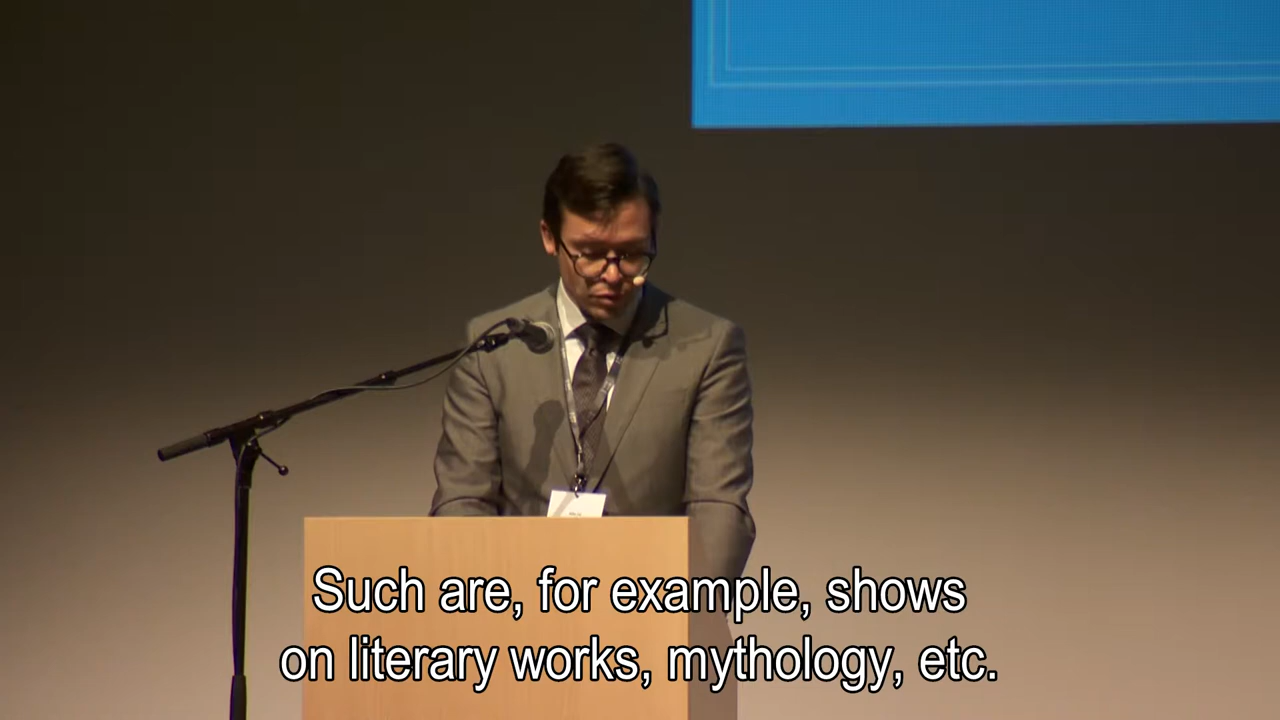 Such are, for example, shows
on literary works, mythology, etc.